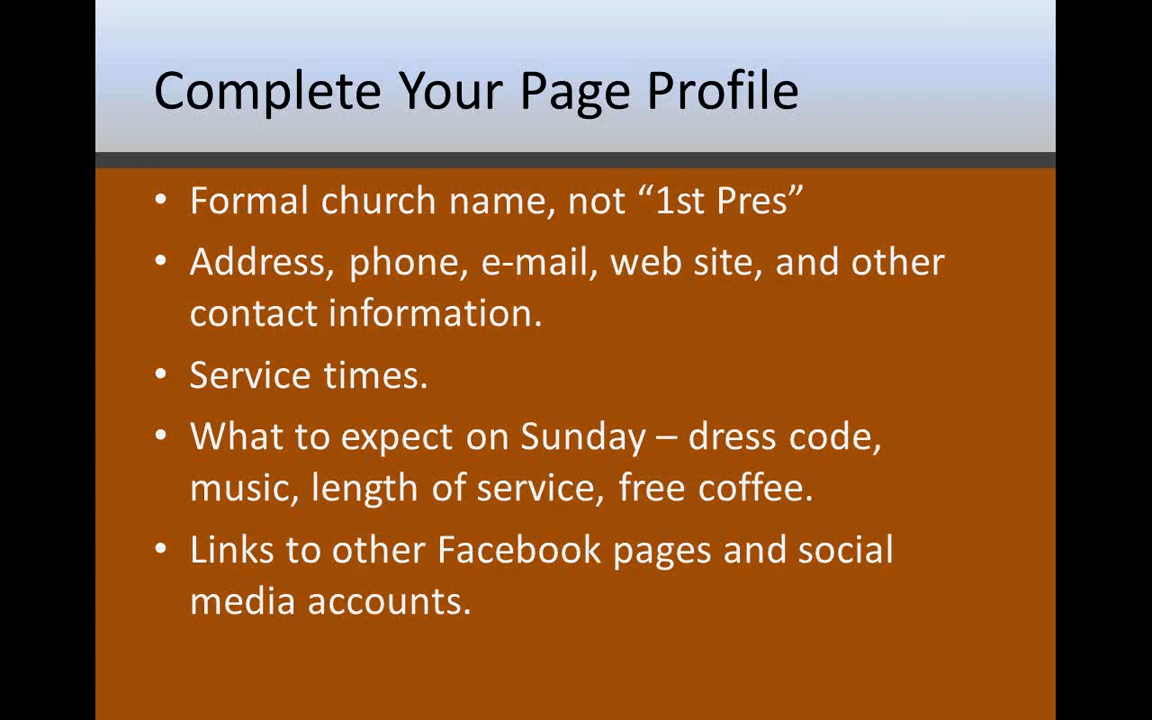 Complete Your Page Profile
• Formal church name, not “1st Pres”
• Address, phone, e-mail, web site, and other
contact information.
• Service times.
• What to expect on Sunday – dress code,
music, length of service, free coffee.
• Links to other Facebook pages and social
media accounts.